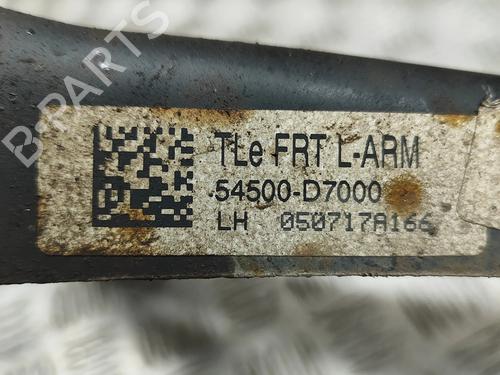 TLe FRT L-ARM
54500-D7000
LH 050717A166
B-PARTS